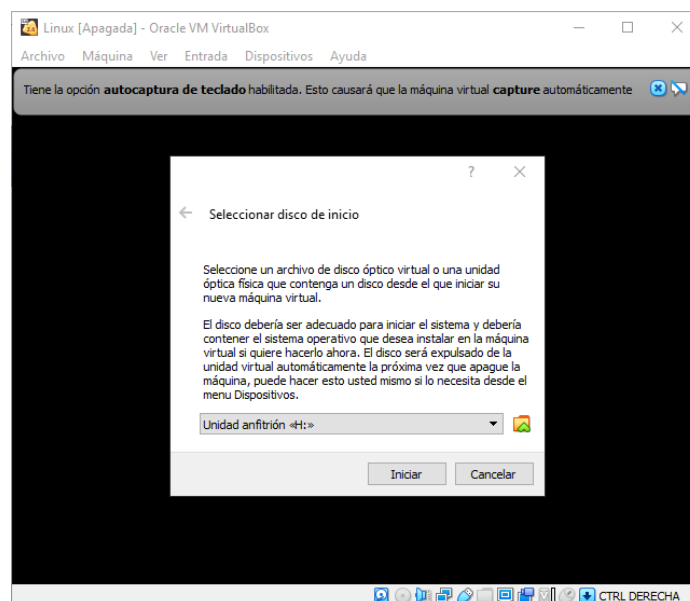 Linux [Apagada] - Oracle VM VirtualBox
Archivo Máquina Ver Entrada Dispositivos Ayuda
Tiene la opción autocaptura de teclado habilitada. Esto causará que la máquina virtual capture automáticamente
?
Seleccionar disco de inicio
Seleccione un archivo de disco óptico virtual o una unidad
óptica física que contenga un disco desde el que iniciar su
nueva máquina virtual.
El disco debería ser adecuado para iniciar el sistema y debería
contener el sistema operativo que desea instalar en la máquina
virtual si quiere hacerlo ahora. El disco será expulsado de la
unidad virtual automáticamente la próxima vez que apague la
máquina, puede hacer esto usted mismo si lo necesita desde el
menu Dispositivos.
Unidad anfitrión «H:»
Iniciar Cancelar
CTRL DERECHA